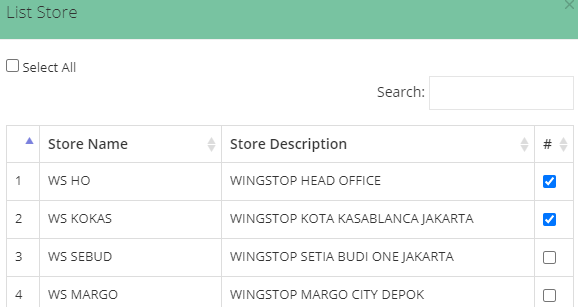 List Store
Select All
Search:
Store Name Store Description #
1 WS HO WINGSTOP HEAD OFFICE
2 WS KOKAS WINGSTOP KOTA KASABLANCA JAKARTA
3 WS SEBUD WINGSTOP SETIA BUDI ONE JAKARTA
4 WS MARGO WINGSTOP MARGO CITY DEPOK